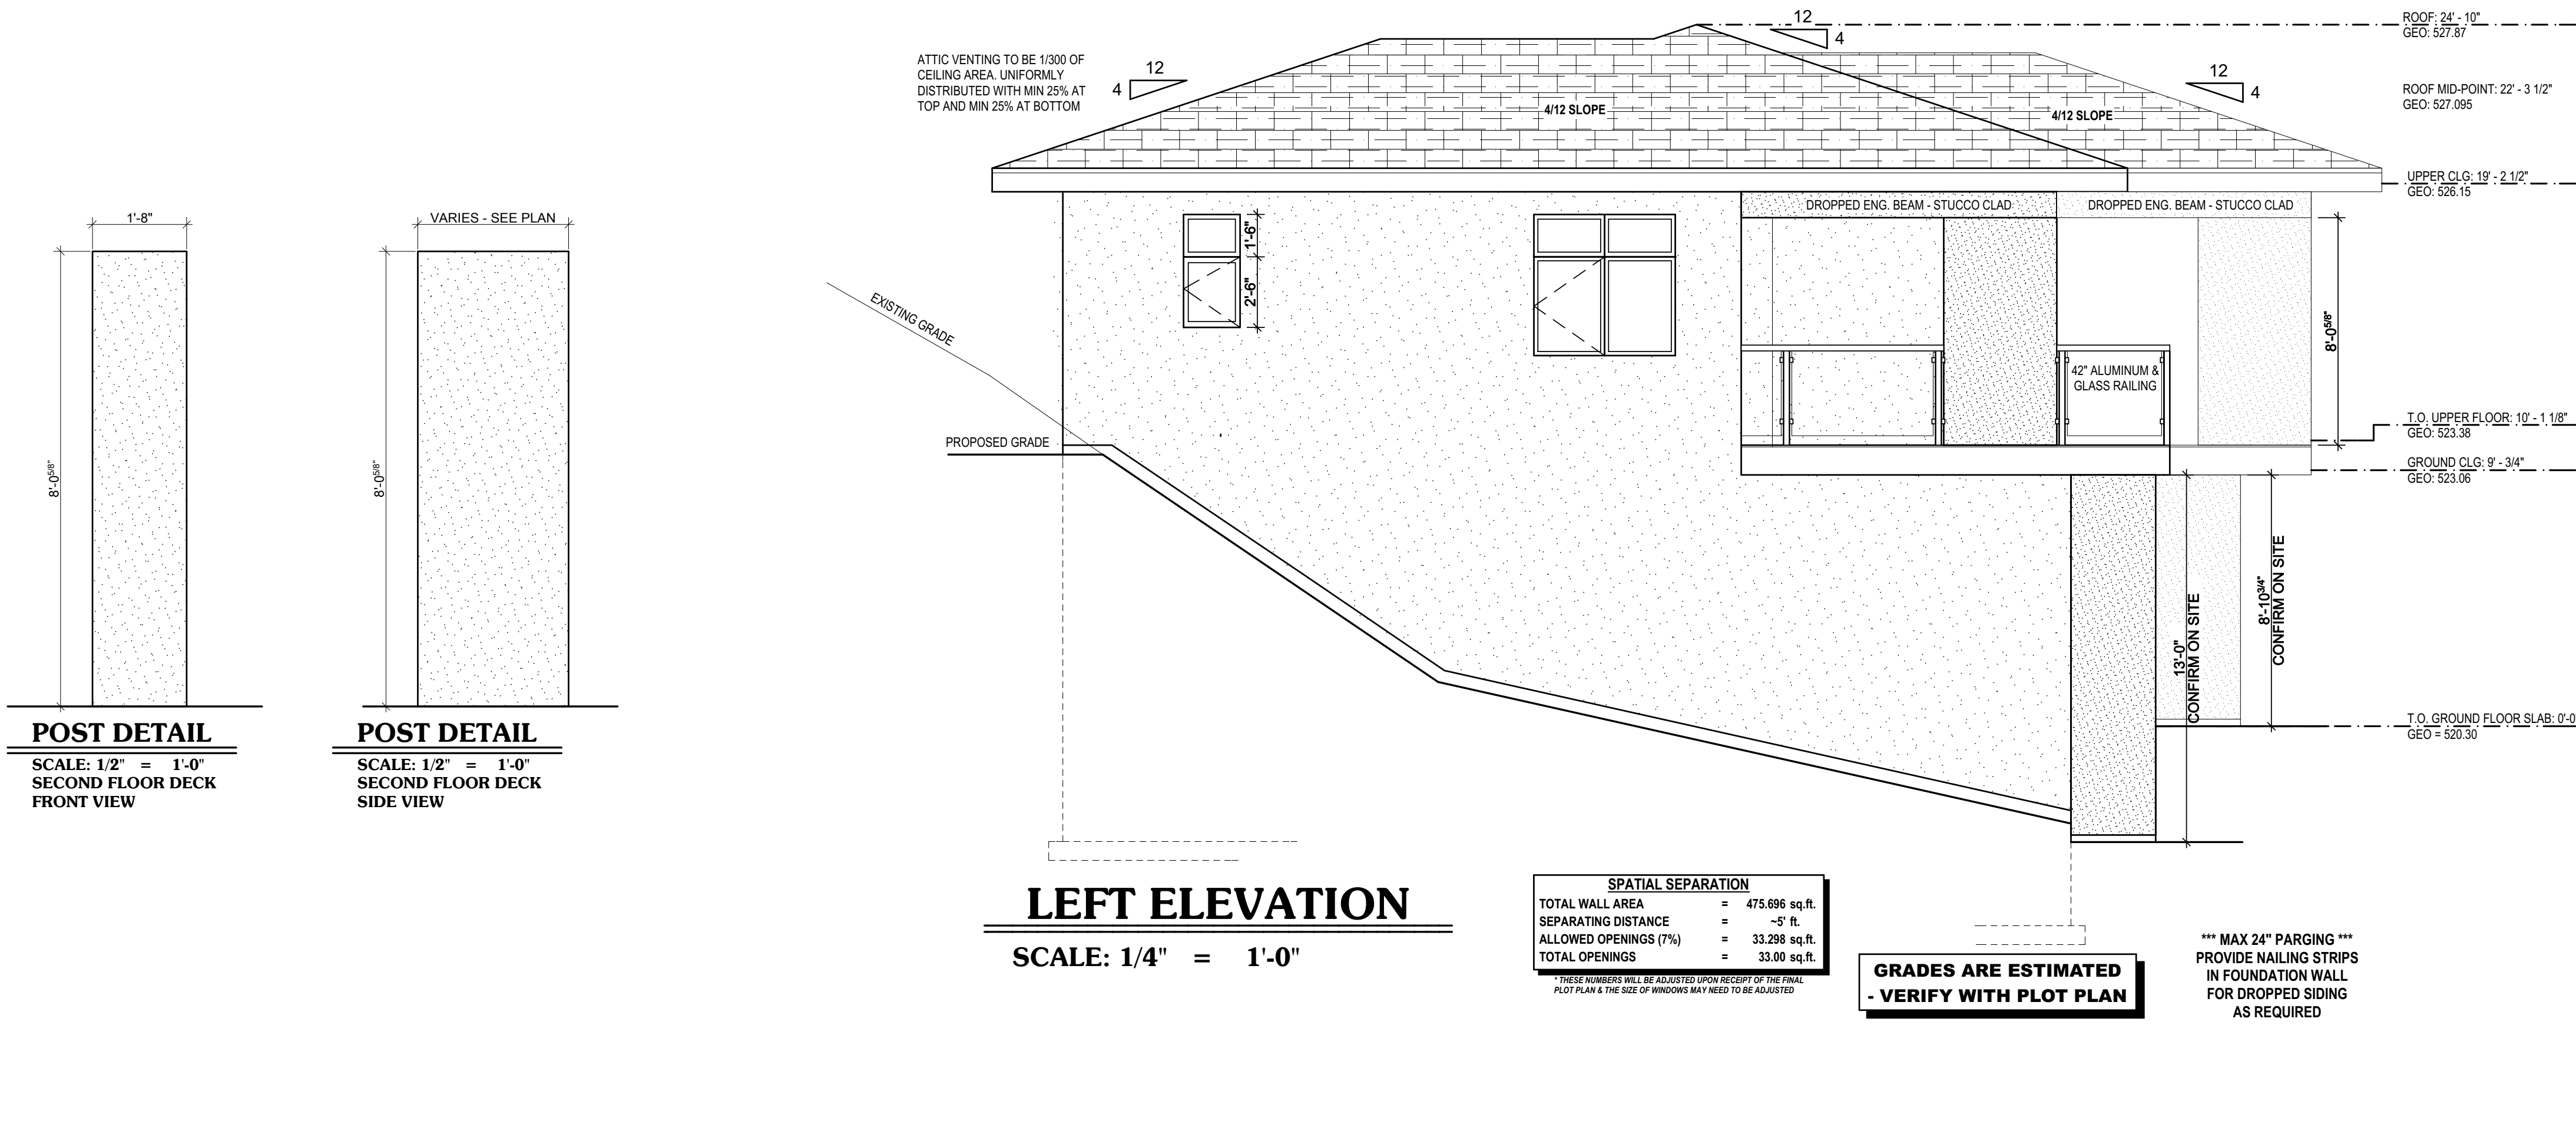 1'-8"
8'-0 5/8"
POST DETAIL
SCALE: 1/2" = 1'-0"
SECOND FLOOR DECK
FRONT VIEW
VARIES - SEE PLAN
8'-0 5/8"
POST DETAIL
SCALE: 1/2" = 1'-0"
SECOND FLOOR DECK
SIDE VIEW
ATTIC VENTING TO BE 1/300 OF
CEILING AREA. UNIFORMLY
DISTRIBUTED WITH MIN 25% AT
TOP AND MIN 25% AT BOTTOM
12
4
12
4
12
4
4/12 SLOPE
4/12 SLOPE
DROPPED ENG. BEAM - STUCCO CLAD
DROPPED ENG. BEAM - STUCCO CLAD
1'-6"
2'-6"
EXISTING GRADE
PROPOSED GRADE
42" ALUMINUM &
GLASS RAILING
8'-0 5/8"
13'-0"
CONFIRM ON SITE
8'-10 3/4"
CONFIRM ON SITE
ROOF: 24' - 10"
GEO: 527.87
ROOF MID-POINT: 22' - 3 1/2"
GEO: 527.095
UPPER CLG: 19' - 2 1/2"
GEO: 526.15
T.O. UPPER FLOOR: 10' - 1 1/8"
GEO: 523.38
GROUND CLG: 9' - 3/4"
GEO: 523.06
T.O. GROUND FLOOR SLAB: 0'-0
GEO = 520.30
LEFT ELEVATION
SCALE: 1/4" = 1'-0"
SPATIAL SEPARATION
TOTAL WALL AREA = 475.696 sq.ft.
SEPARATING DISTANCE = ~5' ft.
ALLOWED OPENINGS (7%) = 33.298 sq.ft.
TOTAL OPENINGS = 33.00 sq.ft.
* THESE NUMBERS WILL BE ADJUSTED UPON RECEIPT OF THE FINAL
PLOT PLAN & THE SIZE OF WINDOWS MAY NEED TO BE ADJUSTED
GRADES ARE ESTIMATED
- VERIFY WITH PLOT PLAN
*** MAX 24" PARGING ***
PROVIDE NAILING STRIPS
IN FOUNDATION WALL
FOR DROPPED SIDING
AS REQUIRED